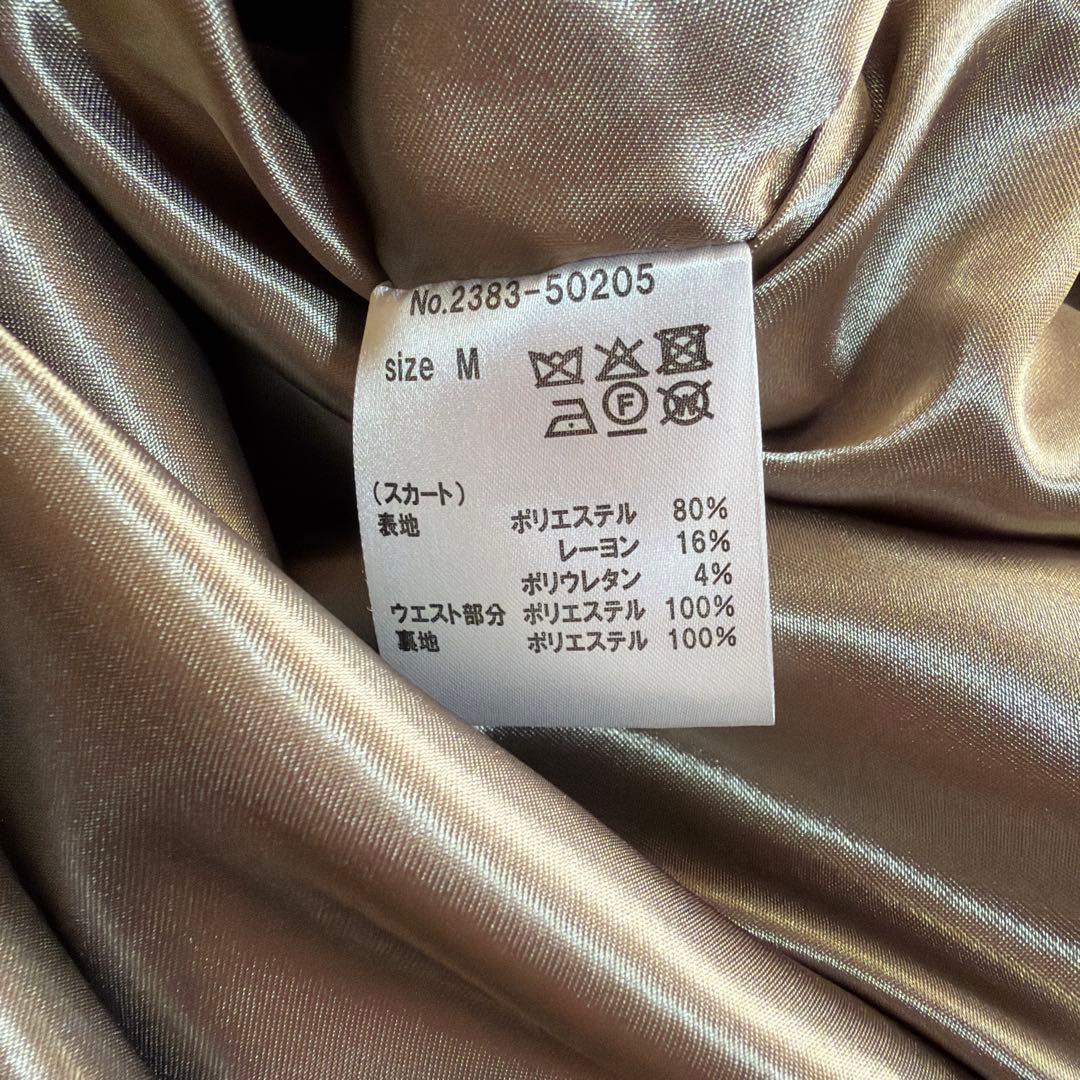 No.2383-50205
size M
F
W
(スカート)
表地 ポリエステル 80%
レーヨン 16%
ポリウレタン 4%
ウエスト部分 ポリエステル 100%
裏地 ポリエステル 100%